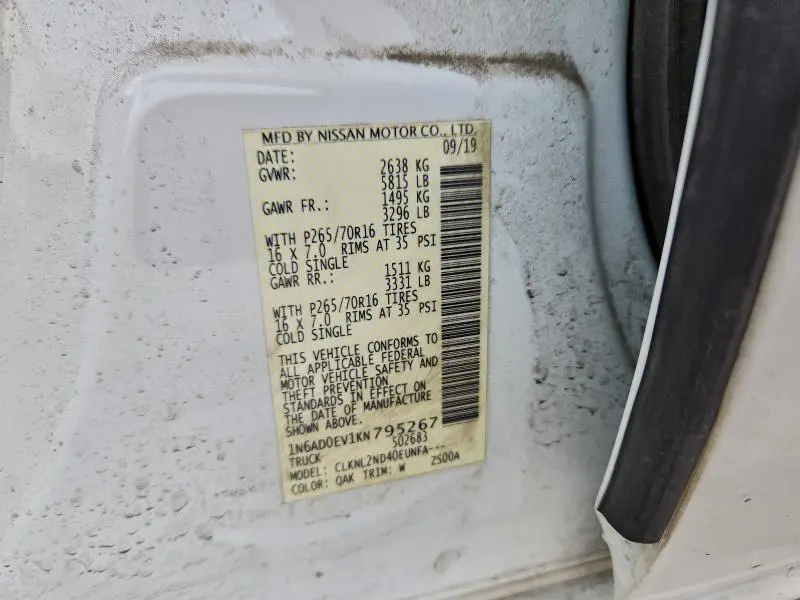 MFD BY NISSAN MOTOR CO., LTD.
DATE: 09/19
GVWR: 2638 KG
5815 LB
GAWR FR.: 1495 KG
3296 LB
WITH P265/70R16 TIRES
16 X 7.0 RIMS AT 35 PSI
COLD SINGLE
GAWR RR.: 1511 KG
3331 LB
WITH P265/70R16 TIRES
16 X 7.0 RIMS AT 35 PSI
COLD SINGLE
THIS VEHICLE CONFORMS TO
ALL APPLICABLE FEDERAL
MOTOR VEHICLE SAFETY AND
THEFT PREVENTION
STANDARDS IN EFFECT ON
THE DATE OF MANUFACTURE
SHOWN ABOVE.
1N6AD0EV1KN795267
TRUCK 502683
MODEL: CLKNL2ND40EUNFA-...
COLOR: QAK TRIM: W ZS00A